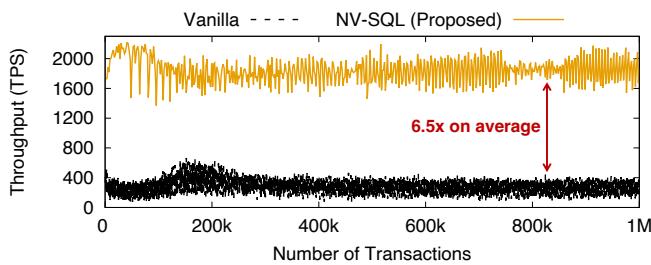 Vanilla NV-SQL (Proposed)
Throughput (TPS)
2000
1600
1200
800
400
0
6.5x on average
0 200k 400k 600k 800k 1M
Number of Transactions